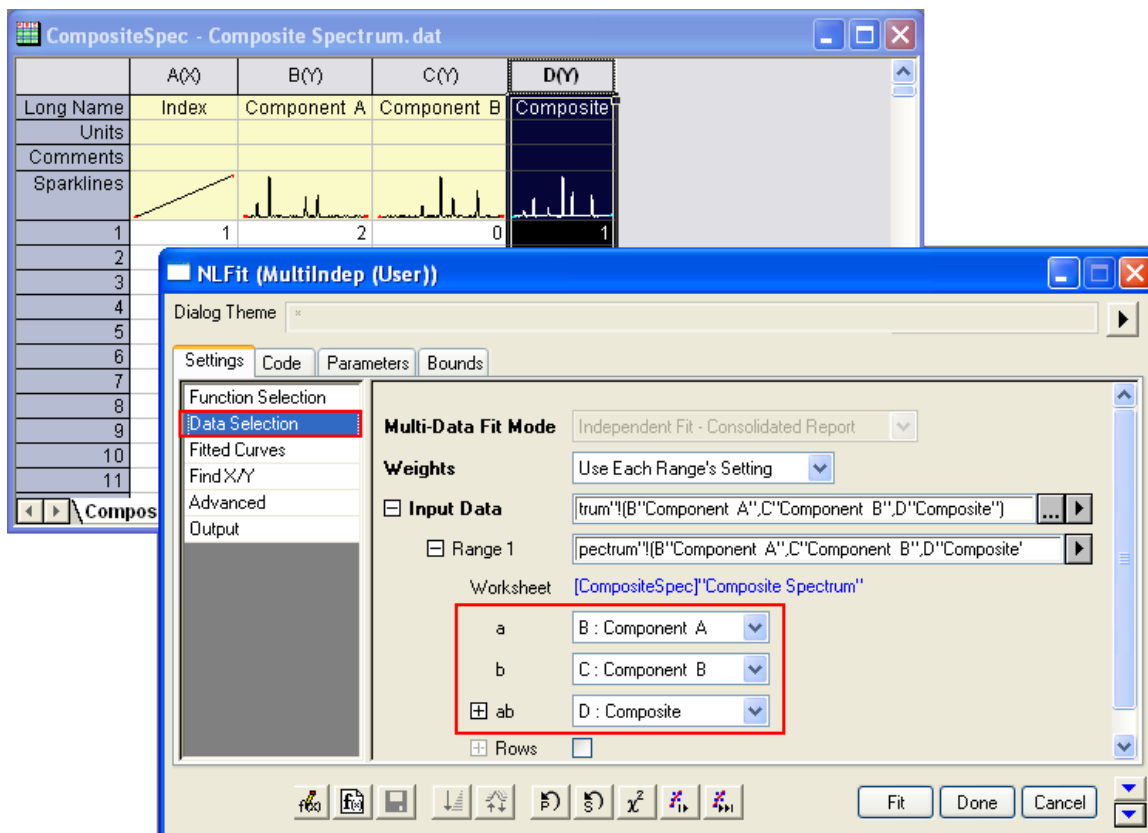 CompositeSpec - Composite Spectrum.dat
A(X) B(Y) C(Y) D(Y)
Long Name Index Component A Component B Composite
Units
Comments
Sparklines
1 1 2 0 1
2
3
4
5
6
7
8
9
10
11
Compos
NLFit (MultiIndep (User))
Dialog Theme *
Settings Code Parameters Bounds
Function Selection
Data Selection
Fitted Curves
Find X/Y
Advanced
Output
Multi-Data Fit Mode Independent Fit - Consolidated Report
Weights Use Each Range's Setting
Input Data trum"!(B"Component A",C"Component B",D"Composite") ...
Range 1 pectrum"!(B"Component A",C"Component B",D"Composite'
Worksheet [CompositeSpec]"Composite Spectrum"
a B : Component A
b C : Component B
ab D : Composite
Rows
f(x) P S χ² Fit Done Cancel